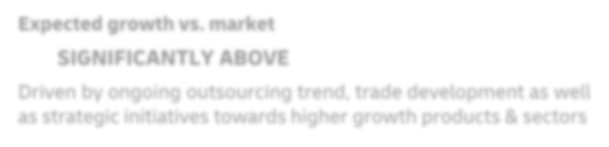 Expected growth vs. market
SIGNIFICANTLY ABOVE
Driven by ongoing outsourcing trend, trade development as well
as strategic initiatives towards higher growth products & sectors